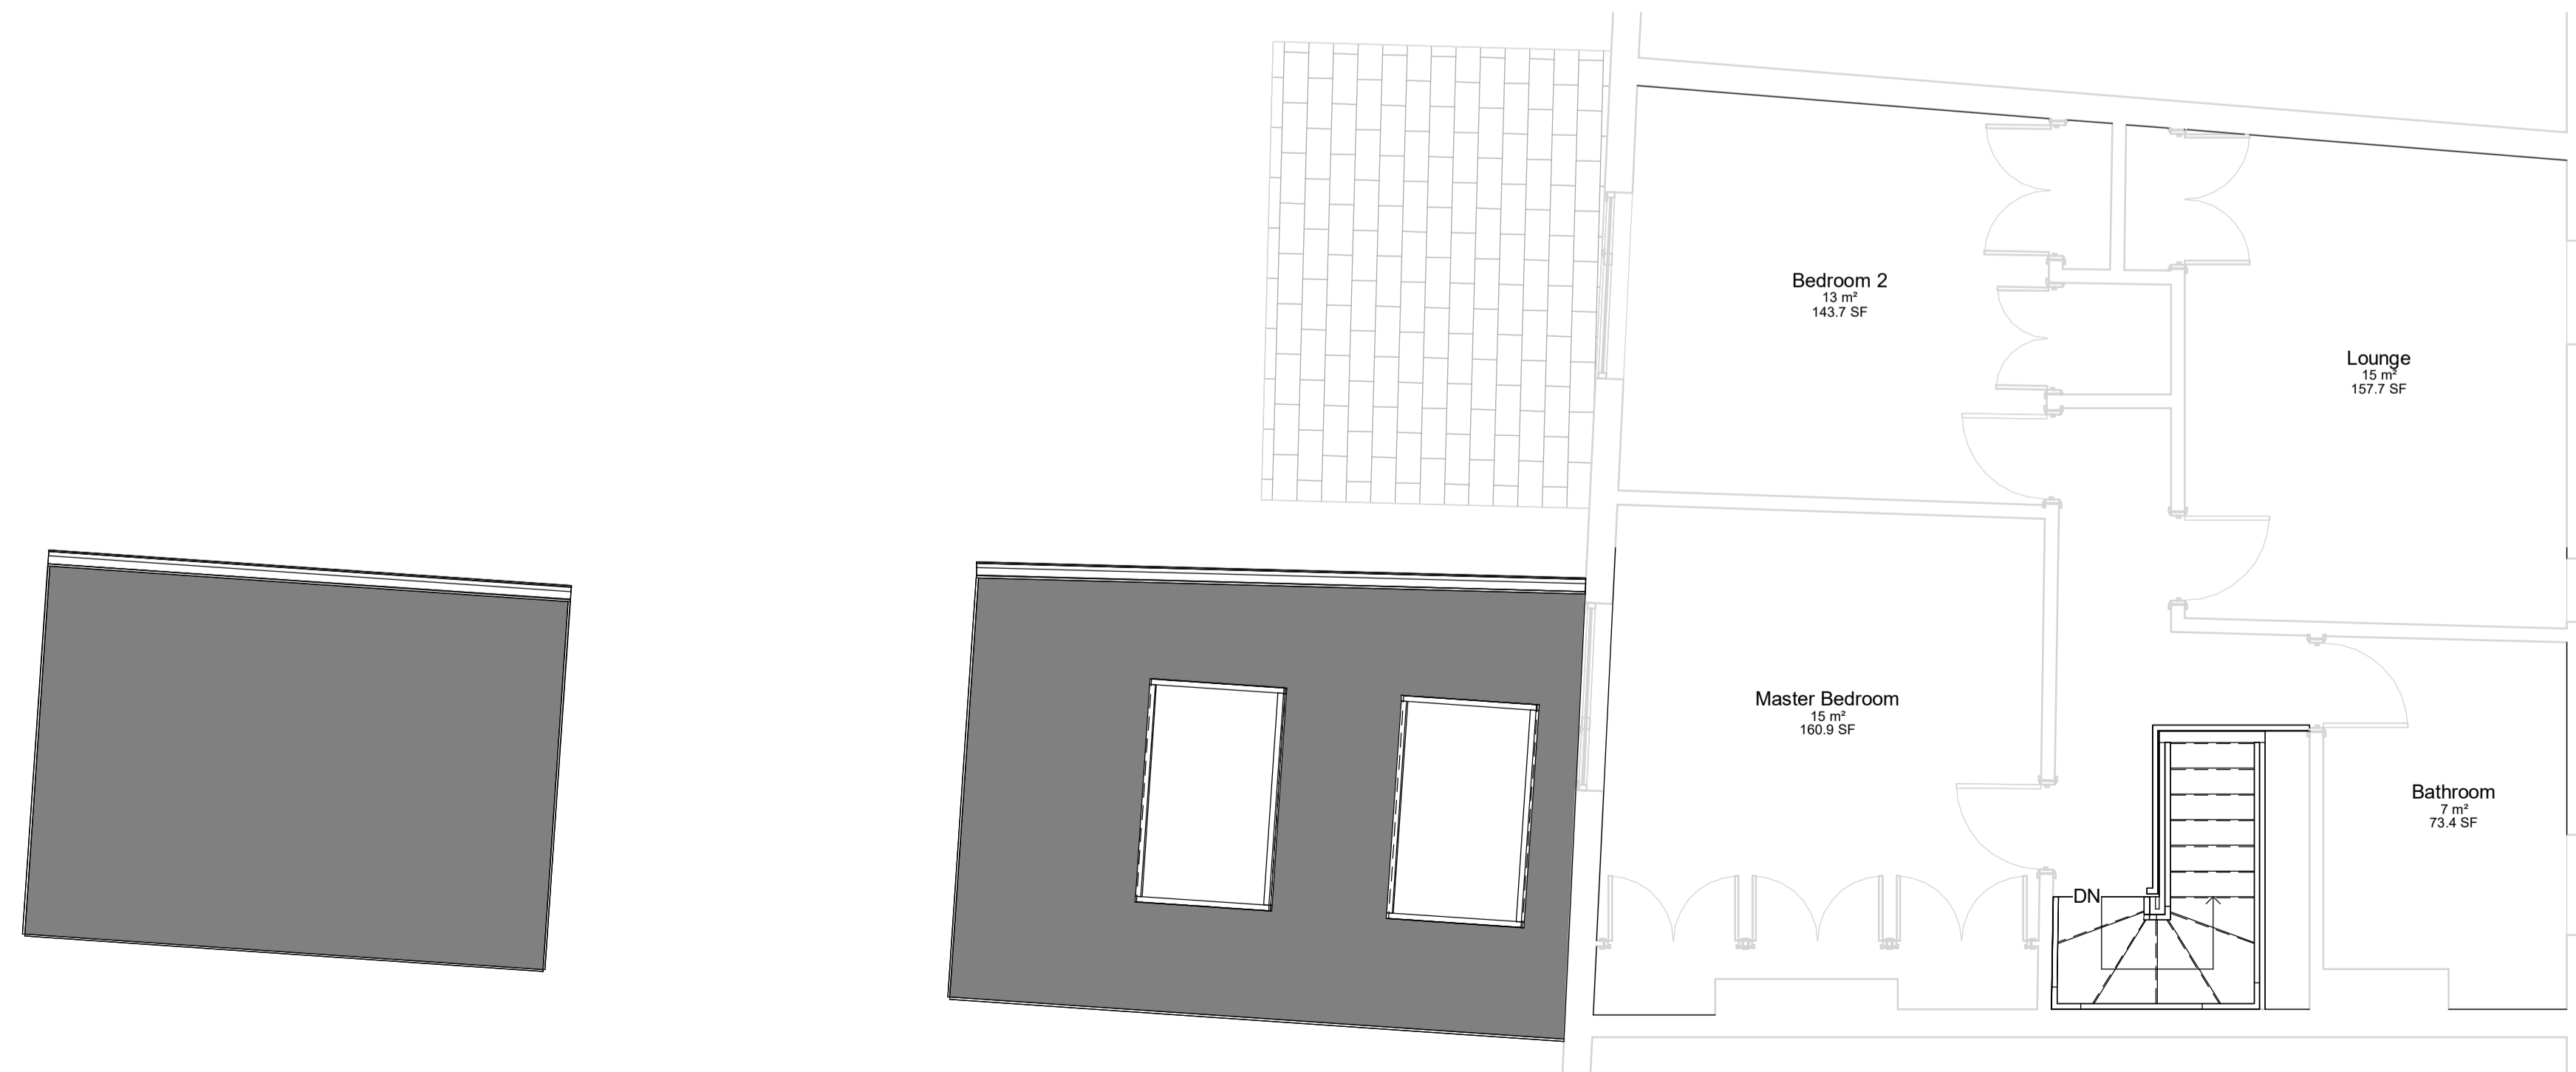 Bedroom 2
13 m²
143.7 SF
Lounge
15 m²
157.7 SF
Master Bedroom
15 m²
160.9 SF
Bathroom
7 m²
73.4 SF
DN